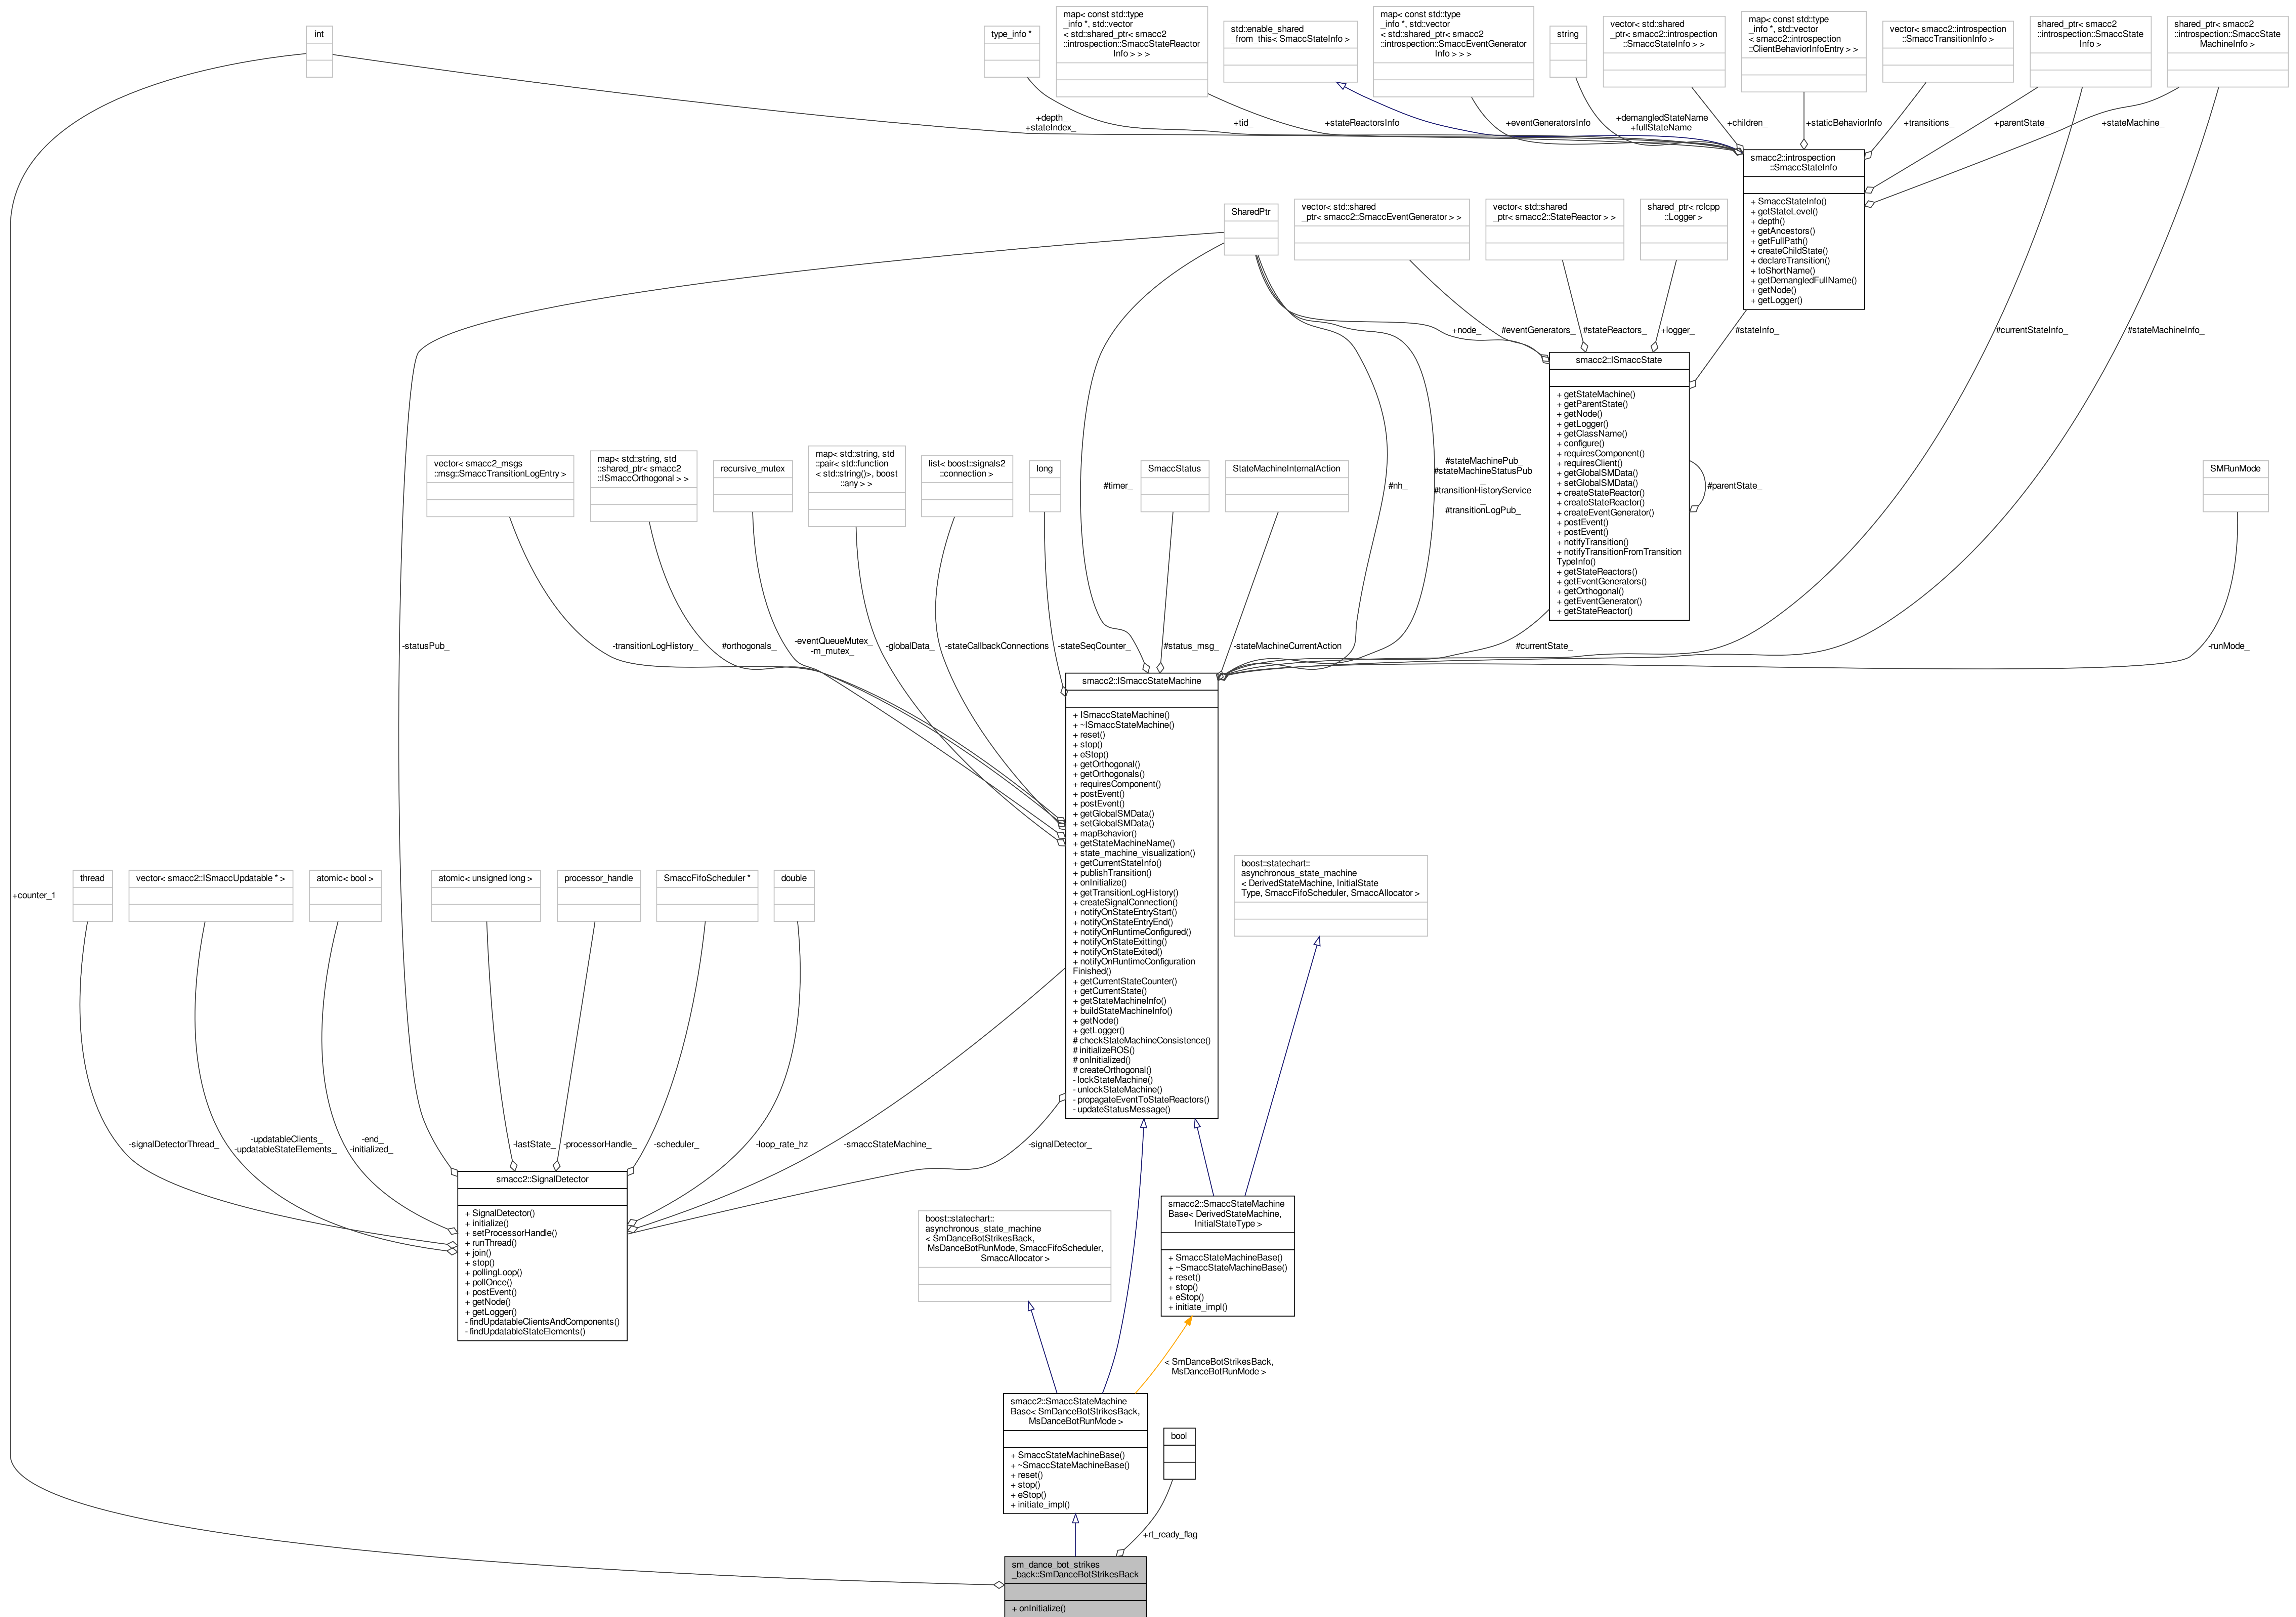 int
type_info *
map< const std::type
_info *, std::vector
< std::shared_ptr< smacc2
::introspection::SmaccStateReactor
Info > > >
std::enable_shared
_from_this< SmaccStateInfo >
map< const std::type
_info *, std::vector
< std::shared_ptr< smacc2
::introspection::SmaccEventGenerator
Info > > >
string
vector< std::shared
_ptr< smacc2::introspection
::SmaccStateInfo > >
map< const std::type
_info *, std::vector
< smacc2::introspection
::ClientBehaviorInfoEntry > >
vector< smacc2::introspection
::SmaccTransitionInfo >
shared_ptr< smacc2
::introspection::SmaccState
Info >
shared_ptr< smacc2
::introspection::SmaccState
MachineInfo >
+depth_
+stateIndex_
+tid_
+stateReactorsInfo
+eventGeneratorsInfo
+demangledStateName
+fullStateName
+children_
+staticBehaviorInfo
+transitions_
+parentState_
+stateMachine_
smacc2::introspection
::SmaccStateInfo
+ SmaccStateInfo()
+ getStateLevel()
+ depth()
+ getAncestors()
+ getFullPath()
+ createChildState()
+ declareTransition()
+ toShortName()
+ getDemangledFullName()
+ getNode()
+ getLogger()
SharedPtr
vector< std::shared
_ptr< smacc2::SmaccEventGenerator > >
vector< std::shared
_ptr< smacc2::StateReactor > >
shared_ptr< rclcpp
::Logger >
+node_
#eventGenerators_
#stateReactors_
+logger_
#stateInfo_
#currentStateInfo_
#stateMachineInfo_
smacc2::ISmaccState
+ getStateMachine()
+ getParentState()
+ getNode()
+ getLogger()
+ getClassName()
+ configure()
+ requiresComponent()
+ requiresClient()
+ getGlobalSMData()
+ setGlobalSMData()
+ createStateReactor()
+ createStateReactor()
+ createEventGenerator()
+ postEvent()
+ postEvent()
+ notifyTransition()
+ notifyTransitionFromTransition
TypeInfo()
+ getStateReactors()
+ getEventGenerators()
+ getOrthogonal()
+ getEventGenerator()
+ getStateReactor()
#parentState_
vector< smacc2_msgs
::msg::SmaccTransitionLogEntry >
map< std::string, std
::shared_ptr< smacc2
::ISmaccOrthogonal > >
recursive_mutex
map< std::string, std
::pair< std::function
< std::string()>, boost
::any > >
list< boost::signals2
::connection >
long
#timer_
SmaccStatus
StateMachineInternalAction
#nh_
#stateMachinePub_
#stateMachineStatusPub
_
#transitionHistoryService
_
#transitionLogPub_
SMRunMode
-statusPub_
-transitionLogHistory_
#orthogonals_
-eventQueueMutex_
-m_mutex_
-globalData_
-stateCallbackConnections
-stateSeqCounter_
#status_msg_
-stateMachineCurrentAction
#currentState_
-runMode_
smacc2::ISmaccStateMachine
+ ISmaccStateMachine()
+ ~ISmaccStateMachine()
+ reset()
+ stop()
+ eStop()
+ getOrthogonal()
+ getOrthogonals()
+ requiresComponent()
+ postEvent()
+ postEvent()
+ getGlobalSMData()
+ setGlobalSMData()
+ mapBehavior()
+ getStateMachineName()
+ state_machine_visualization()
+ getCurrentStateInfo()
+ publishTransition()
+ onInitialize()
+ getTransitionLogHistory()
+ createSignalConnection()
+ notifyOnStateEntryStart()
+ notifyOnStateEntryEnd()
+ notifyOnRuntimeConfigured()
+ notifyOnStateExitting()
+ notifyOnStateExited()
+ notifyOnRuntimeConfiguration
Finished()
+ getCurrentStateCounter()
+ getCurrentState()
+ getStateMachineInfo()
+ buildStateMachineInfo()
+ getNode()
+ getLogger()
# checkStateMachineConsistence()
# initializeROS()
# onInitialized()
# createOrthogonal()
- lockStateMachine()
- unlockStateMachine()
- propagateEventToStateReactors()
- updateStatusMessage()
+counter_1
thread
vector< smacc2::ISmaccUpdatable * >
atomic< bool >
atomic< unsigned long >
processor_handle
SmaccFifoScheduler *
double
boost::statechart::
asynchronous_state_machine
< DerivedStateMachine, InitialState
Type, SmaccFifoScheduler, SmaccAllocator >
-signalDetectorThread_
-updatableClients_
-updatableStateElements_
-end_
-initialized_
-lastState_
-processorHandle_
-scheduler_
-loop_rate_hz
-smaccStateMachine_
-signalDetector_
smacc2::SignalDetector
+ SignalDetector()
+ initialize()
+ setProcessorHandle()
+ runThread()
+ join()
+ stop()
+ pollingLoop()
+ pollOnce()
+ postEvent()
+ getNode()
+ getLogger()
- findUpdatableClientsAndComponents()
- findUpdatableStateElements()
boost::statechart::
asynchronous_state_machine
< SmDanceBotStrikesBack,
MsDanceBotRunMode, SmaccFifoScheduler,
SmaccAllocator >
smacc2::SmaccStateMachine
Base< DerivedStateMachine,
InitialStateType >
+ SmaccStateMachineBase()
+ ~SmaccStateMachineBase()
+ reset()
+ stop()
+ eStop()
+ initiate_impl()
< SmDanceBotStrikesBack,
MsDanceBotRunMode >
smacc2::SmaccStateMachine
Base< SmDanceBotStrikesBack,
MsDanceBotRunMode >
+ SmaccStateMachineBase()
+ ~SmaccStateMachineBase()
+ reset()
+ stop()
+ eStop()
+ initiate_impl()
bool
+rt_ready_flag
sm_dance_bot_strikes
_back::SmDanceBotStrikesBack
+ onInitialize()